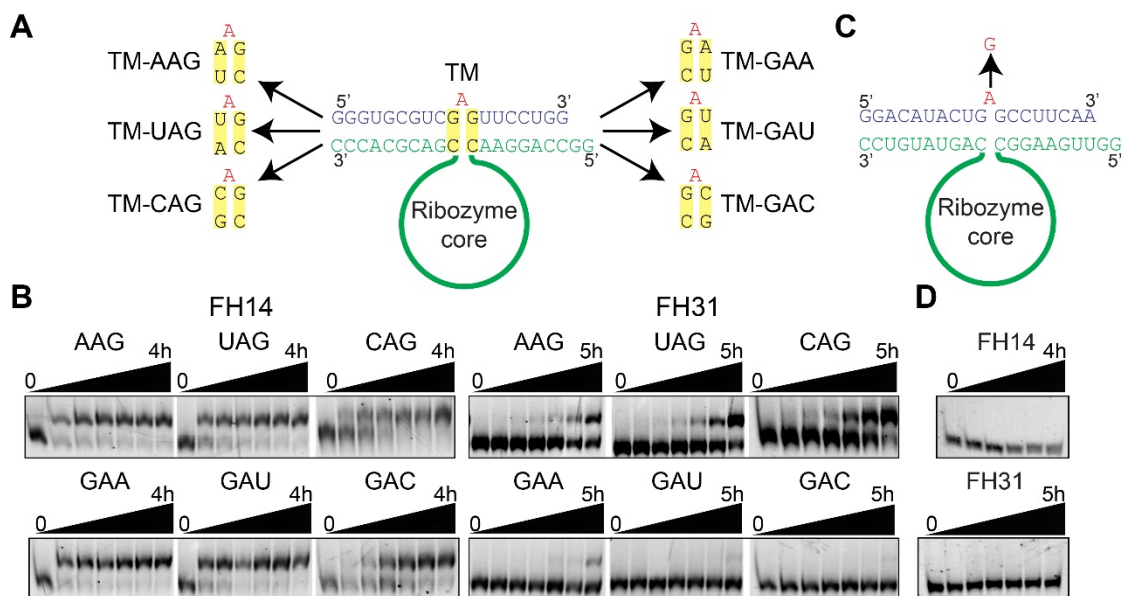 A
TM-AAG
A
A G
U C
TM-UAG
A
U G
A C
TM-CAG
A
C G
G C
TM
A
5’ 3’
GGGUGCGUCG GUUCCUGG
CCCACGCAGC CAAGGACCGG
3’ 5’
Ribozyme
core
A
G A
C U
TM-GAA
A
G U
C A
TM-GAU
A
G C
C G
TM-GAC
C
G
A
5’ 3’
GGACAUACUG GCCUUCAA
CCUGUAUGAC CGGAAGUUGG
3’ 5’
Ribozyme
core
B
FH14
AAG
0 4h
UAG
0 4h
CAG
0 4h
GAA
0 4h
GAU
0 4h
GAC
0 4h
FH31
AAG
0 5h
UAG
0 5h
CAG
0 5h
GAA
0 5h
GAU
0 5h
GAC
0 5h
D
FH14
0 4h
FH31
0 5h